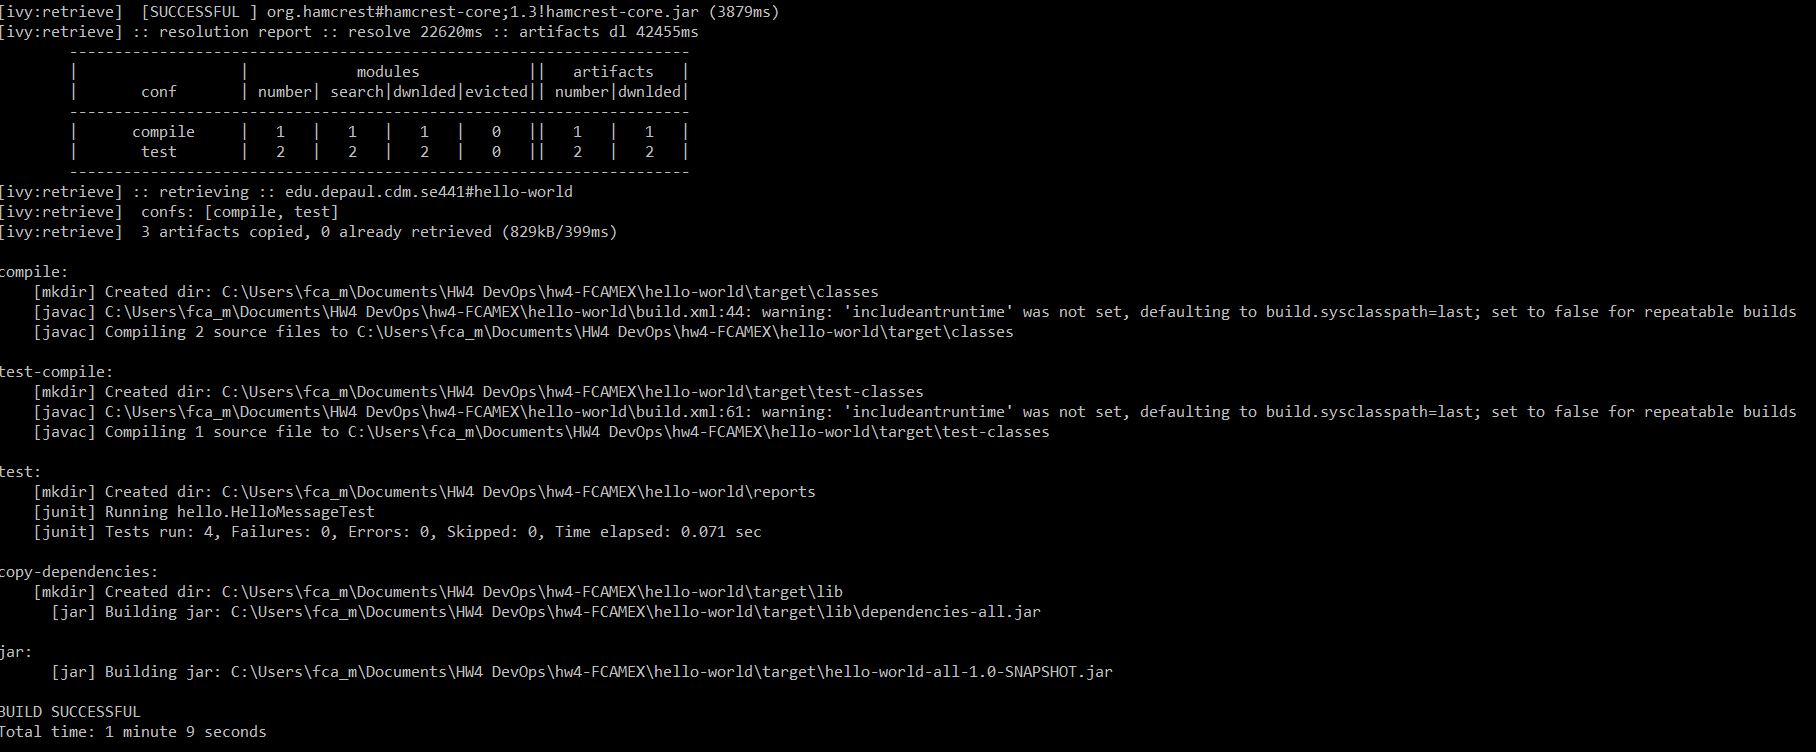 [ivy:retrieve]  [SUCCESSFUL ] org.hamcrest#hamcrest-core;1.3!hamcrest-core.jar (3879ms)
[ivy:retrieve] :: resolution report :: resolve 22620ms :: artifacts dl 42455ms
        ---------------------------------------------------------------------
        |                  |            modules            ||   artifacts   |
        |       conf       | number| search|dwnlded|evicted|| number|dwnlded|
        ---------------------------------------------------------------------
        |      compile     |   1   |   1   |   1   |   0   ||   1   |   1   |
        |       test       |   2   |   2   |   2   |   0   ||   2   |   2   |
        ---------------------------------------------------------------------
[ivy:retrieve] :: retrieving :: edu.depaul.cdm.se441#hello-world
[ivy:retrieve]  confs: [compile, test]
[ivy:retrieve]  3 artifacts copied, 0 already retrieved (829kB/399ms)

compile:
    [mkdir] Created dir: C:\Users\fca_m\Documents\HW4 DevOps\hw4-FCAMEX\hello-world\target\classes
    [javac] C:\Users\fca_m\Documents\HW4 DevOps\hw4-FCAMEX\hello-world\build.xml:44: warning: 'includeantruntime' was not set, defaulting to build.sysclasspath=last; set to false for repeatable builds
    [javac] Compiling 2 source files to C:\Users\fca_m\Documents\HW4 DevOps\hw4-FCAMEX\hello-world\target\classes

test-compile:
    [mkdir] Created dir: C:\Users\fca_m\Documents\HW4 DevOps\hw4-FCAMEX\hello-world\target\test-classes
    [javac] C:\Users\fca_m\Documents\HW4 DevOps\hw4-FCAMEX\hello-world\build.xml:61: warning: 'includeantruntime' was not set, defaulting to build.sysclasspath=last; set to false for repeatable builds
    [javac] Compiling 1 source file to C:\Users\fca_m\Documents\HW4 DevOps\hw4-FCAMEX\hello-world\target\test-classes

test:
    [mkdir] Created dir: C:\Users\fca_m\Documents\HW4 DevOps\hw4-FCAMEX\hello-world\reports
    [junit] Running hello.HelloMessageTest
    [junit] Tests run: 4, Failures: 0, Errors: 0, Skipped: 0, Time elapsed: 0.071 sec

copy-dependencies:
    [mkdir] Created dir: C:\Users\fca_m\Documents\HW4 DevOps\hw4-FCAMEX\hello-world\target\lib
      [jar] Building jar: C:\Users\fca_m\Documents\HW4 DevOps\hw4-FCAMEX\hello-world\target\lib\dependencies-all.jar

jar:
      [jar] Building jar: C:\Users\fca_m\Documents\HW4 DevOps\hw4-FCAMEX\hello-world\target\hello-world-all-1.0-SNAPSHOT.jar

BUILD SUCCESSFUL
Total time: 1 minute 9 seconds